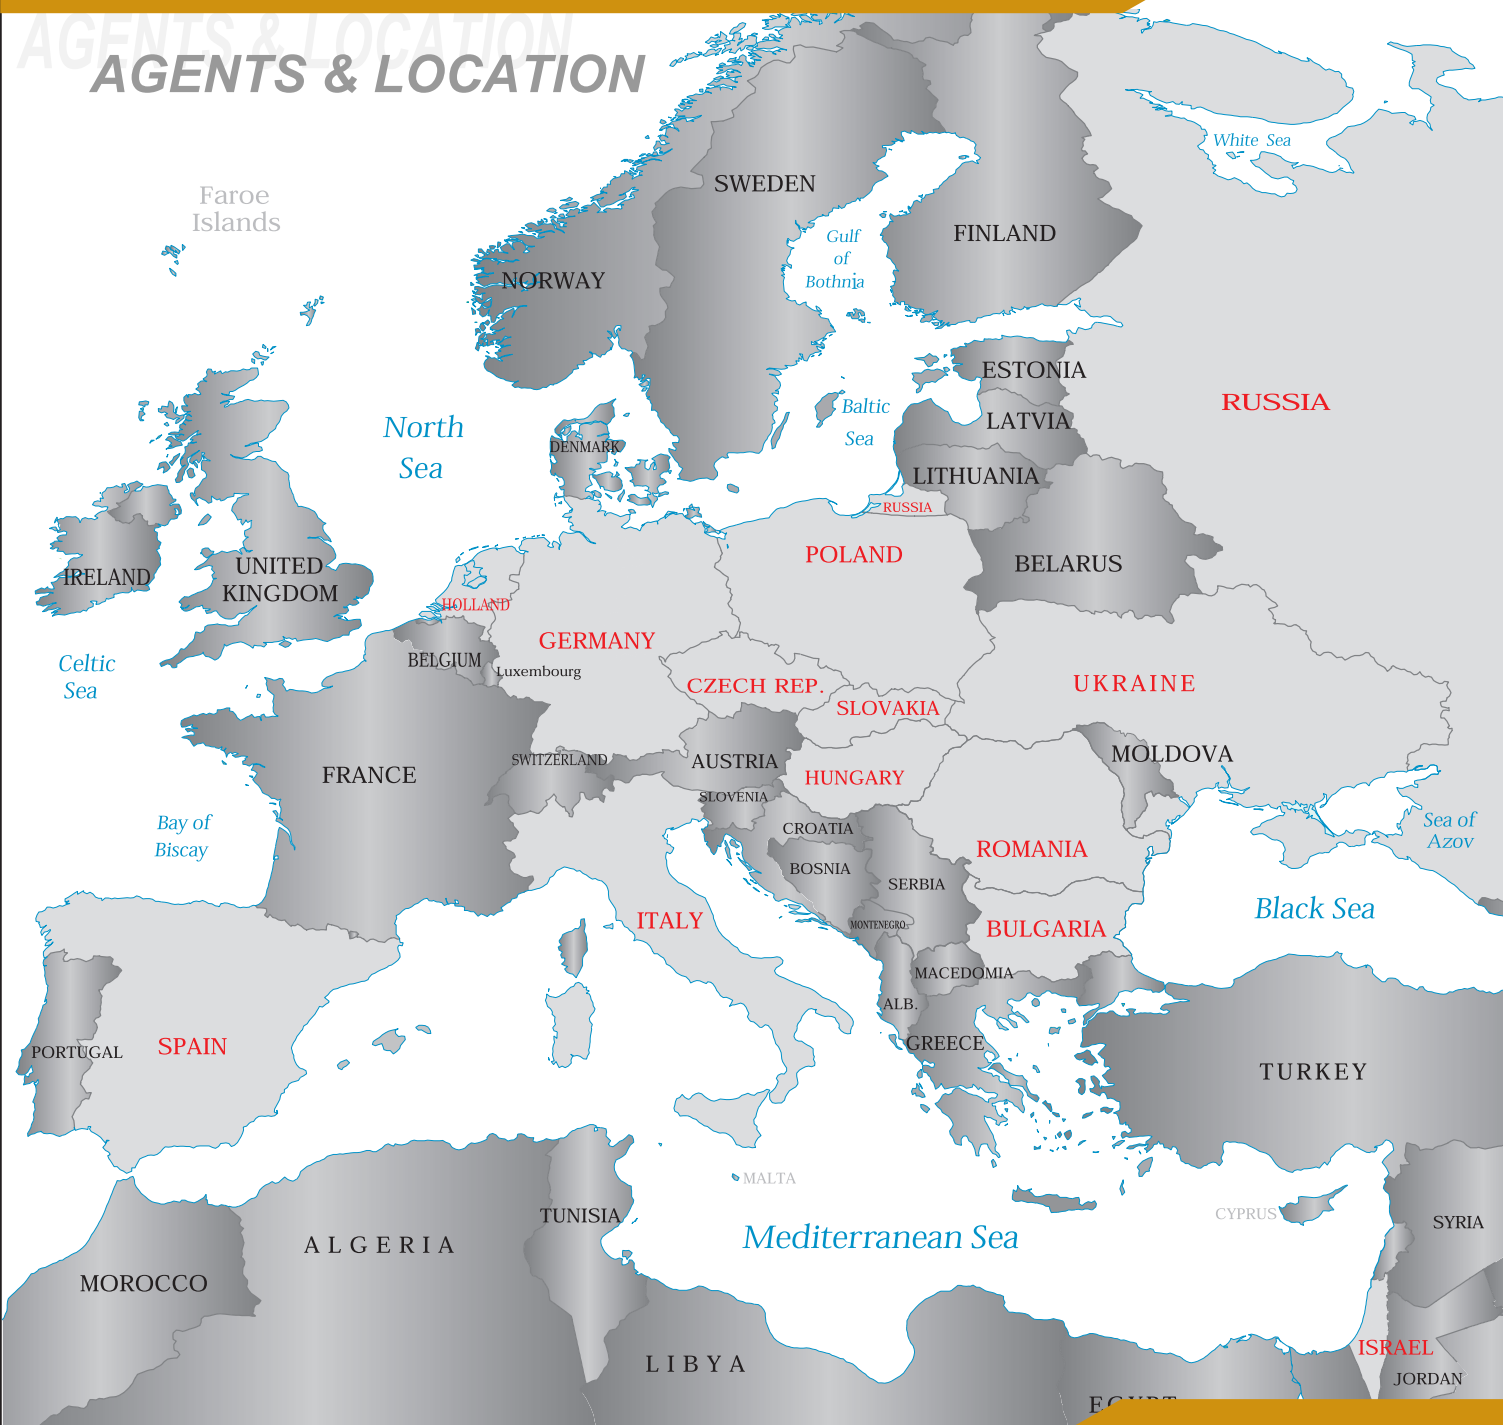 AGENTS & LOCATION
AGENTS & LOCATION
White Sea
Faroe
Islands
SWEDEN
FINLAND
Gulf
of
Bothnia
NORWAY
ESTONIA
RUSSIA
Baltic
Sea
LATVIA
North
Sea
DENMARK
LITHUANIA
RUSSIA
POLAND
BELARUS
IRELAND
UNITED
KINGDOM
HOLLAND
GERMANY
BELGIUM
Luxembourg
Celtic
Sea
CZECH REP.
SLOVAKIA
UKRAINE
FRANCE
SWITZERLAND
AUSTRIA
HUNGARY
MOLDOVA
SLOVENIA
CROATIA
Bay of
Biscay
Sea of
Azov
BOSNIA
SERBIA
ROMANIA
Black Sea
ITALY
MONTENEGRO
BULGARIA
MACEDOMIA
ALB.
GREECE
PORTUGAL
SPAIN
TURKEY
MALTA
CYPRUS
SYRIA
TUNISIA
Mediterranean Sea
ALGERIA
MOROCCO
LIBYA
ISRAEL
JORDAN